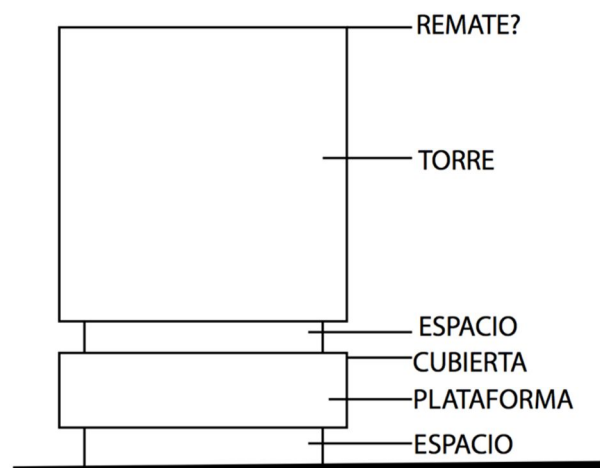 REMATE?
TORRE
ESPACIO
CUBIERTA
PLATAFORMA
ESPACIO